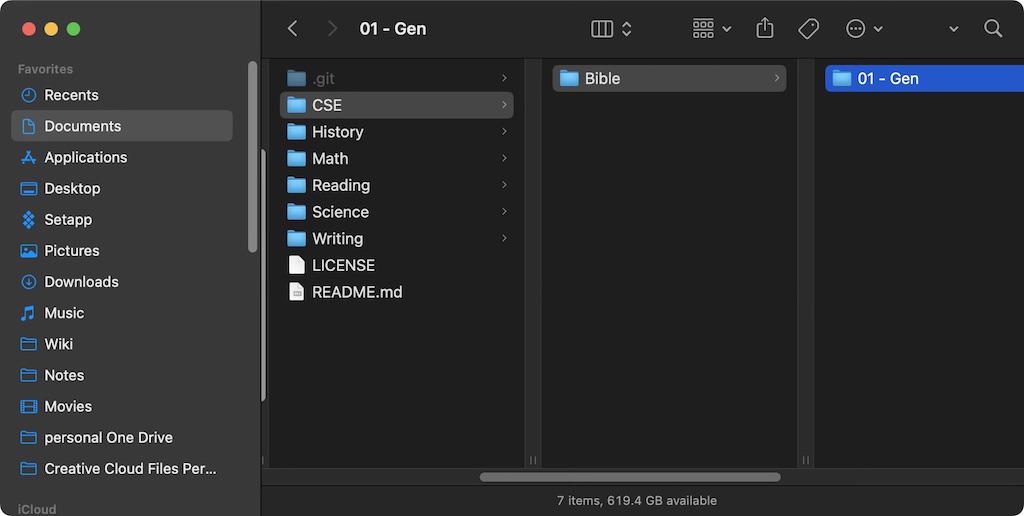 01 - Gen
Favorites
Recents
Documents
Applications
Desktop
Setapp
Pictures
Downloads
Music
Wiki
Notes
Movies
personal One Drive
Creative Cloud Files Per...
iCloud
.git
CSE
History
Math
Reading
Science
Writing
LICENSE
README.md
Bible
01 - Gen
7 items, 619.4 GB available